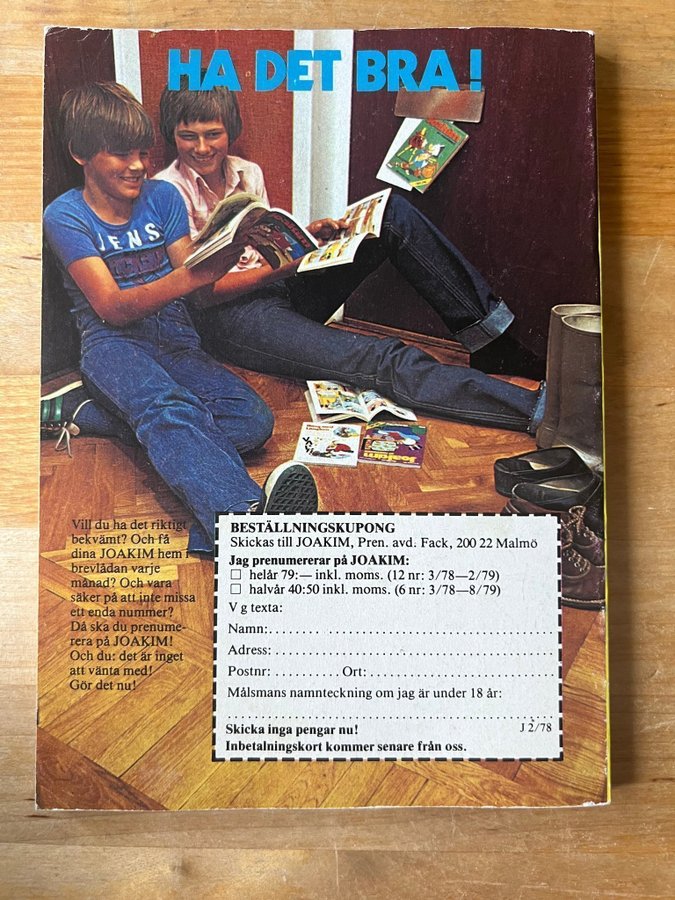 HA DET BRA!
JENS
Joakim
Vill du ha det riktigt
bekvämt? Och få
dina JOAKIM hem i
brevlådan varje
månad? Och vara
säker på att inte missa
ett enda nummer?
Då ska du prenume-
rera på JOAKIM!
Och du: det är inget
att vänta med!
Gör det nu!
BESTÄLLNINGSKUPONG
Skickas till JOAKIM, Pren. avd. Fack, 200 22 Malmö
Jag prenumererar på JOAKIM:
helår 79:— inkl. moms. (12 nr: 3/78—2/79)
halvår 40:50 inkl. moms. (6 nr: 3/78—8/79)
V g texta:
Namn:
Adress:
Postnr: Ort:
Målsmans namnteckning om jag är under 18 år:
Skicka inga pengar nu! J 2/78
Inbetalningskort kommer senare från oss.